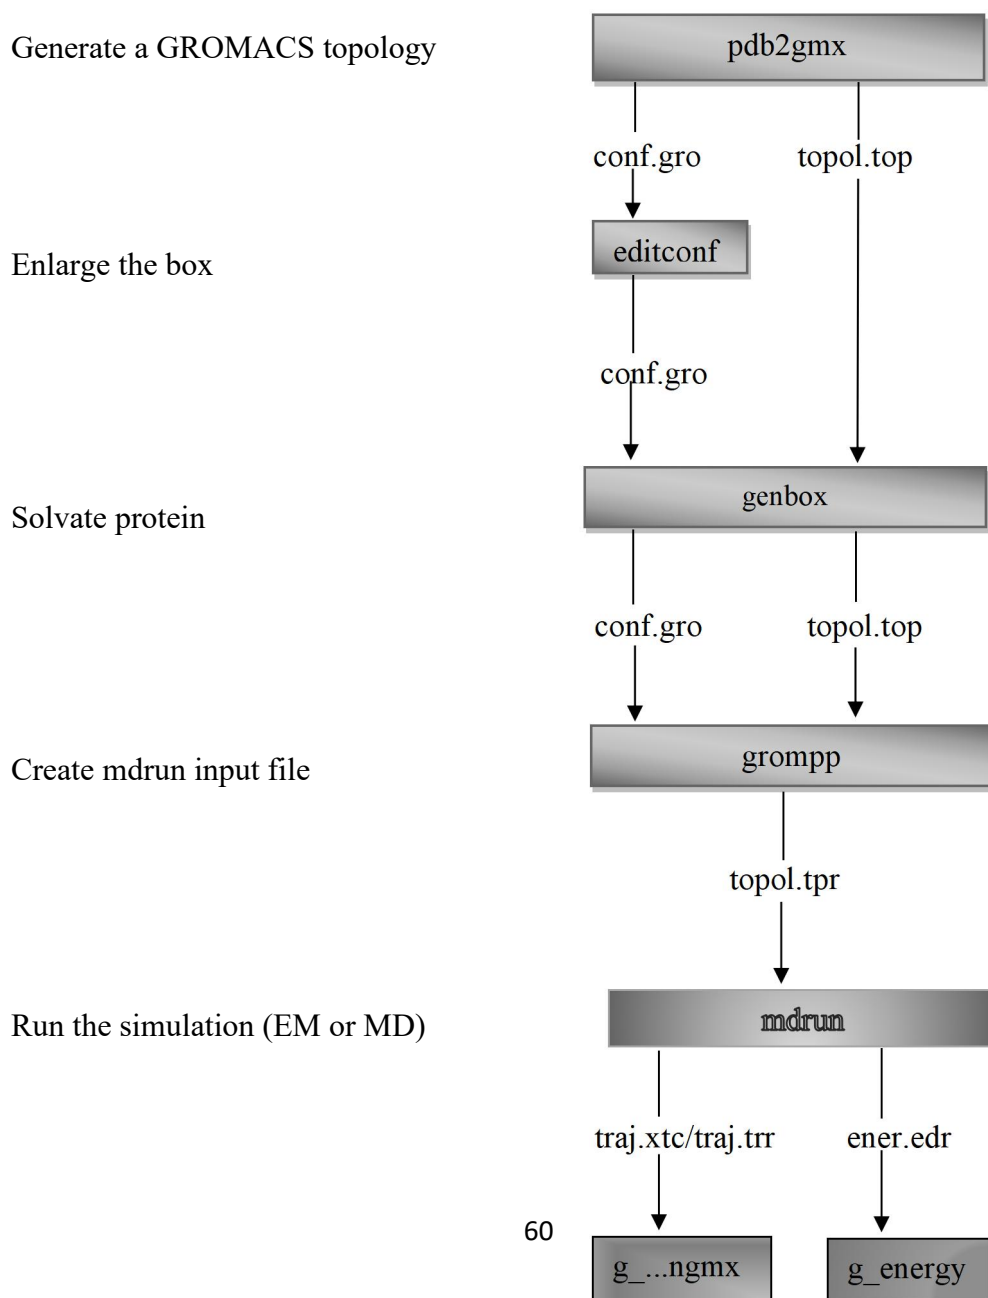 Generate a GROMACS topology
pdb2gmx
conf.gro
topol.top
Enlarge the box
editconf
conf.gro
Solvate protein
genbox
conf.gro
topol.top
Create mdrun input file
grompp
topol.tpr
Run the simulation (EM or MD)
mdrun
traj.xtc/traj.trr
ener.edr
60
g_...ngmx
g_energy